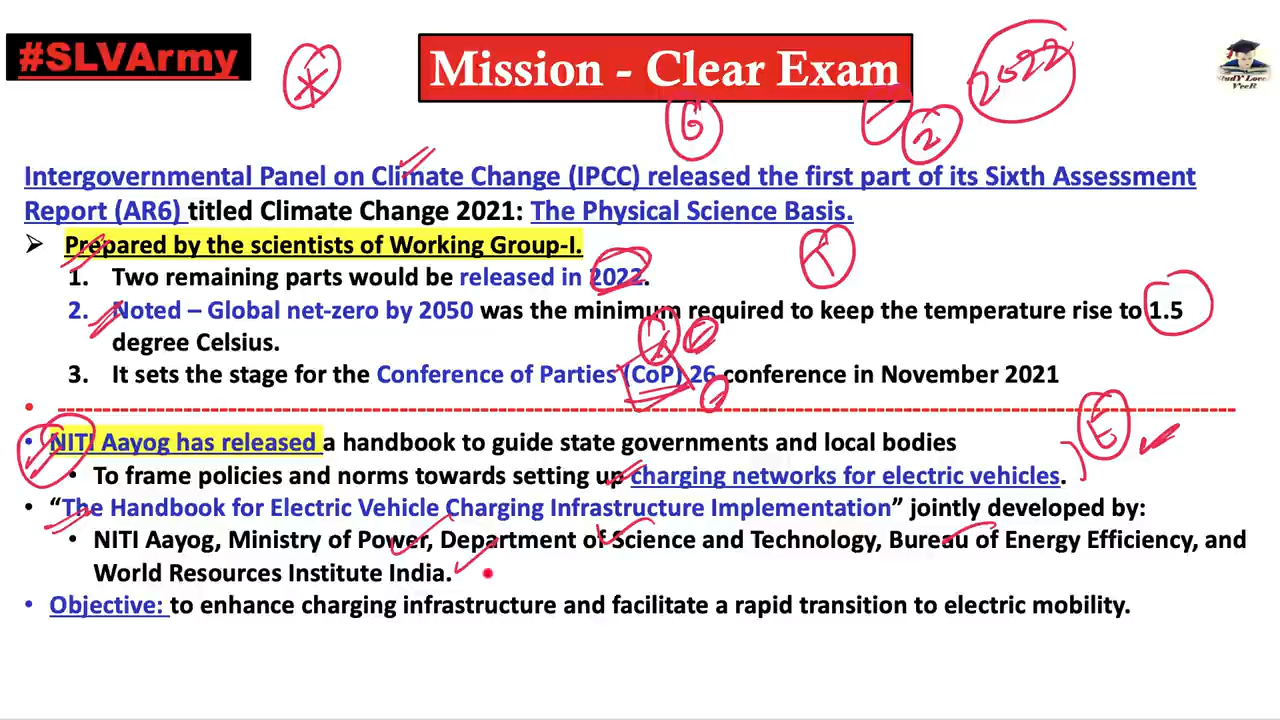 #SLVArmy
Mission - Clear Exam
2022
6
2
StudY Lover
VeeR
Intergovernmental Panel on Climate Change (IPCC) released the first part of its Sixth Assessment
Report (AR6) titled Climate Change 2021: The Physical Science Basis.
➤ Prepared by the scientists of Working Group-I.
1. Two remaining parts would be released in 2022.
2. Noted – Global net-zero by 2050 was the minimum required to keep the temperature rise to 1.5
degree Celsius.
3. It sets the stage for the Conference of Parties (CoP) 26 conference in November 2021
• NITI Aayog has released a handbook to guide state governments and local bodies
• To frame policies and norms towards setting up charging networks for electric vehicles.
• “The Handbook for Electric Vehicle Charging Infrastructure Implementation” jointly developed by:
• NITI Aayog, Ministry of Power, Department of Science and Technology, Bureau of Energy Efficiency, and
World Resources Institute India.
• Objective: to enhance charging infrastructure and facilitate a rapid transition to electric mobility.